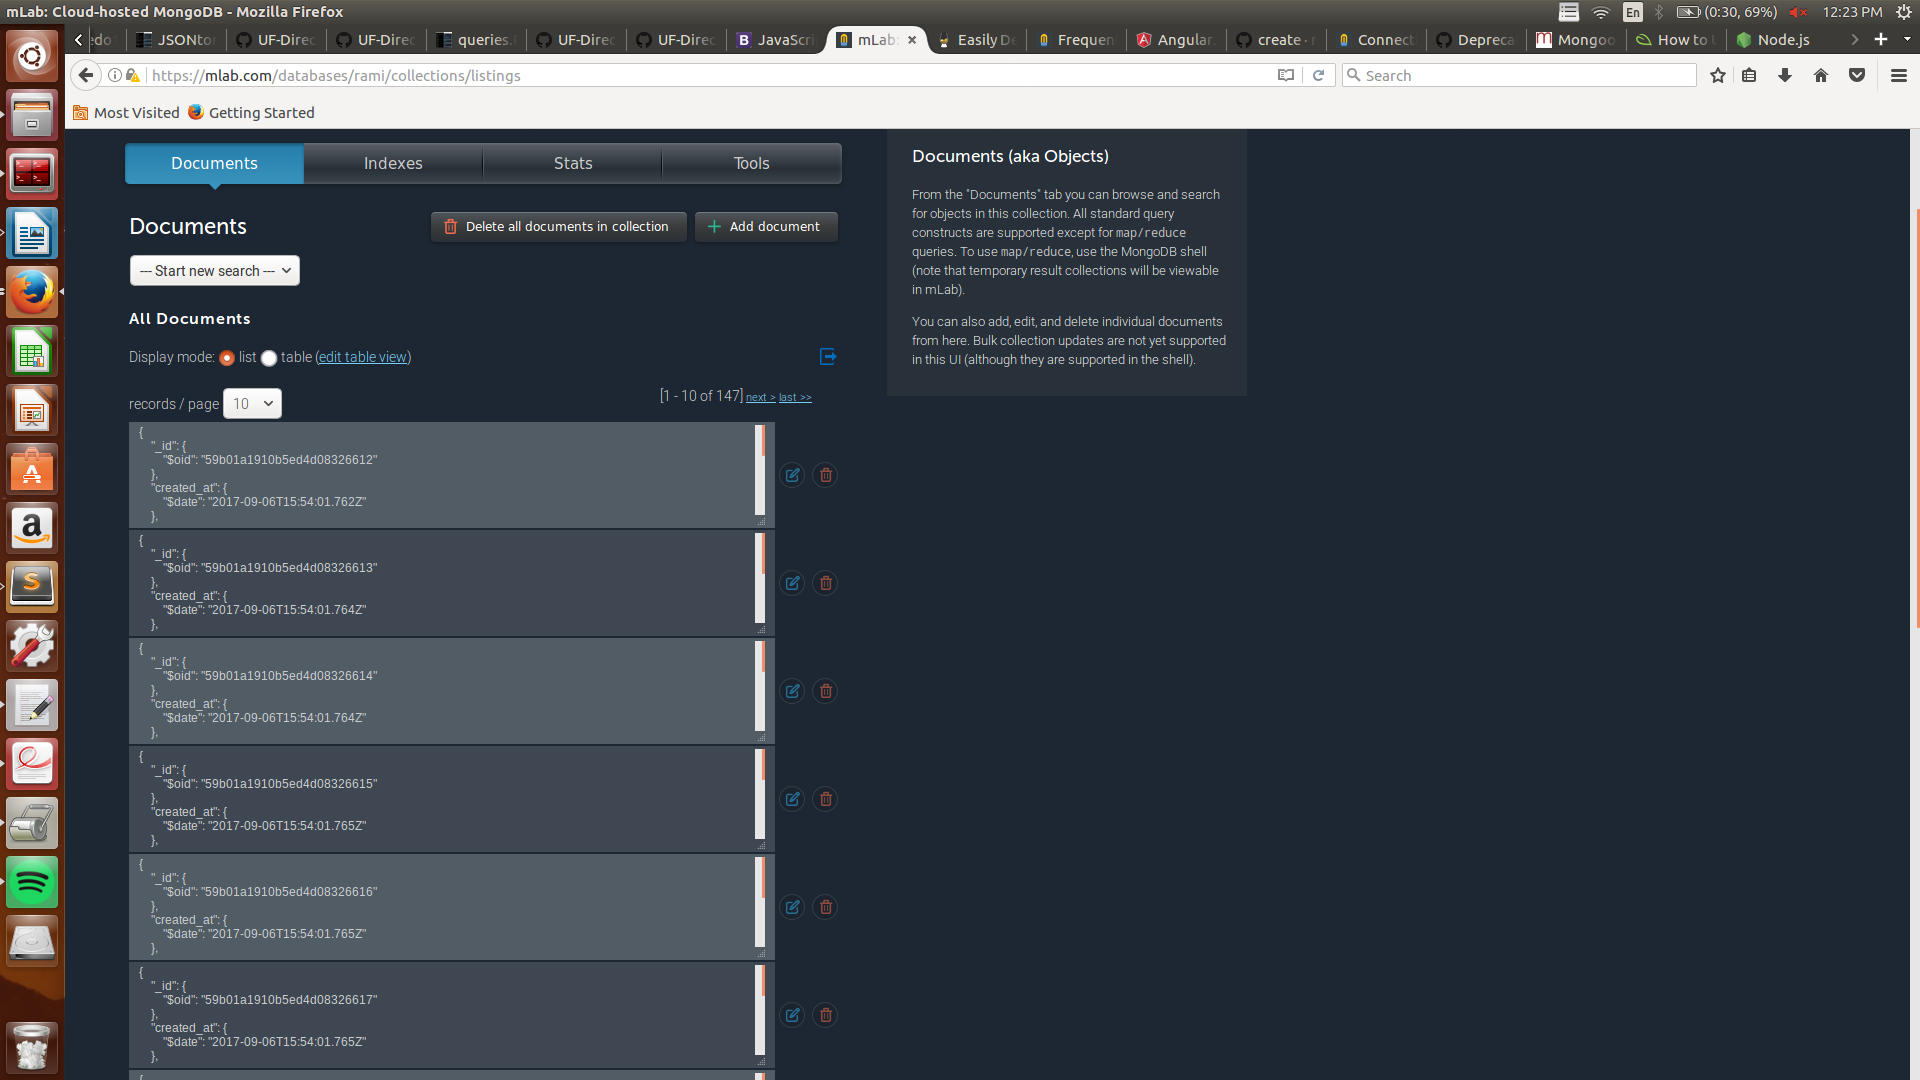 mLab: Cloud-hosted MongoDB - Mozilla Firefox
En
(0:30, 69%)
12:23 PM
JSONto
UF-Direc
UF-Direc
queries.
UF-Direc
UF-Direc
JavaScri
mLab:
Easily De
Frequen
Angular.
create ·
Connect
Depreca
Mongoo
How to
Node.js
https://mlab.com/databases/rami/collections/listings
Search
Most Visited
Getting Started
Documents
Indexes
Stats
Tools
Documents
Delete all documents in collection
Add document
--- Start new search ---
All Documents
Display mode: list table (edit table view)
records / page 10
[1 - 10 of 147] next > last >>
{
"_id": {
"$oid": "59b01a1910b5ed4d08326612"
},
"created_at": {
"$date": "2017-09-06T15:54:01.762Z"
},
{
"_id": {
"$oid": "59b01a1910b5ed4d08326613"
},
"created_at": {
"$date": "2017-09-06T15:54:01.764Z"
},
{
"_id": {
"$oid": "59b01a1910b5ed4d08326614"
},
"created_at": {
"$date": "2017-09-06T15:54:01.764Z"
},
{
"_id": {
"$oid": "59b01a1910b5ed4d08326615"
},
"created_at": {
"$date": "2017-09-06T15:54:01.765Z"
},
{
"_id": {
"$oid": "59b01a1910b5ed4d08326616"
},
"created_at": {
"$date": "2017-09-06T15:54:01.765Z"
},
{
"_id": {
"$oid": "59b01a1910b5ed4d08326617"
},
"created_at": {
"$date": "2017-09-06T15:54:01.765Z"
},
{
Documents (aka Objects)
From the "Documents" tab you can browse and search
for objects in this collection. All standard query
constructs are supported except for map/reduce
queries. To use map/reduce, use the MongoDB shell
(note that temporary result collections will be viewable
in mLab).
You can also add, edit, and delete individual documents
from here. Bulk collection updates are not yet supported
in this UI (although they are supported in the shell).